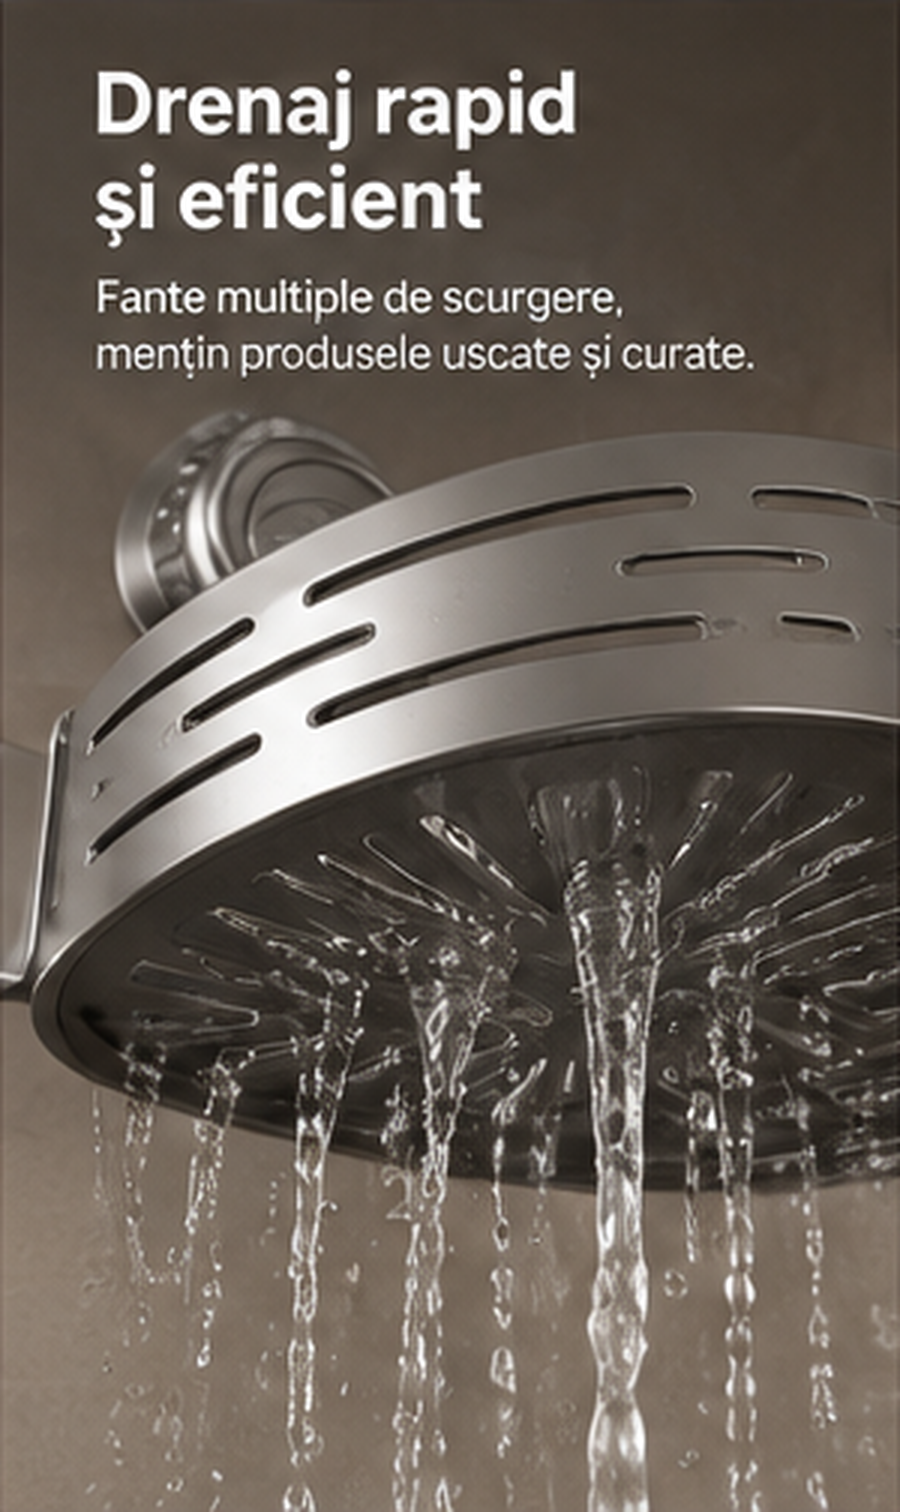 Drenaj rapid
și eficient
Fante multiple de scurgere,
mențin produsele uscate și curate.